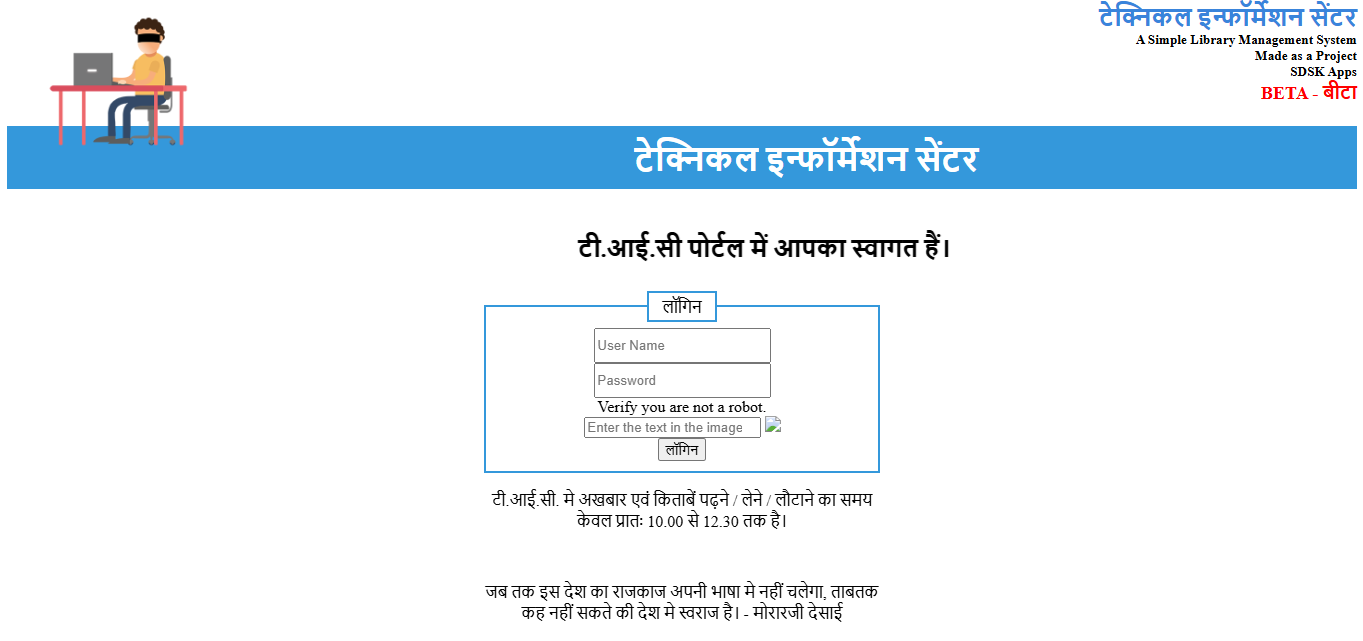 टेक्निकल इन्फॉर्मेशन सेंटर
A Simple Library Management System
Made as a Project
SDSK Apps
BETA - बीटा
टेक्निकल इन्फॉर्मेशन सेंटर
टी.आई.सी पोर्टल में आपका स्वागत हैं।
लॉगिन
User Name
Password
Verify you are not a robot.
Enter the text in the image
लॉगिन
टी.आई.सी. मे अखबार एवं किताबें पढ़ने / लेने / लौटाने का समय
केवल प्रातः 10.00 से 12.30 तक है।
जब तक इस देश का राजकाज अपनी भाषा मे नहीं चलेगा, ताबतक
कह नहीं सकते की देश मे स्वराज है। - मोरारजी देसाई